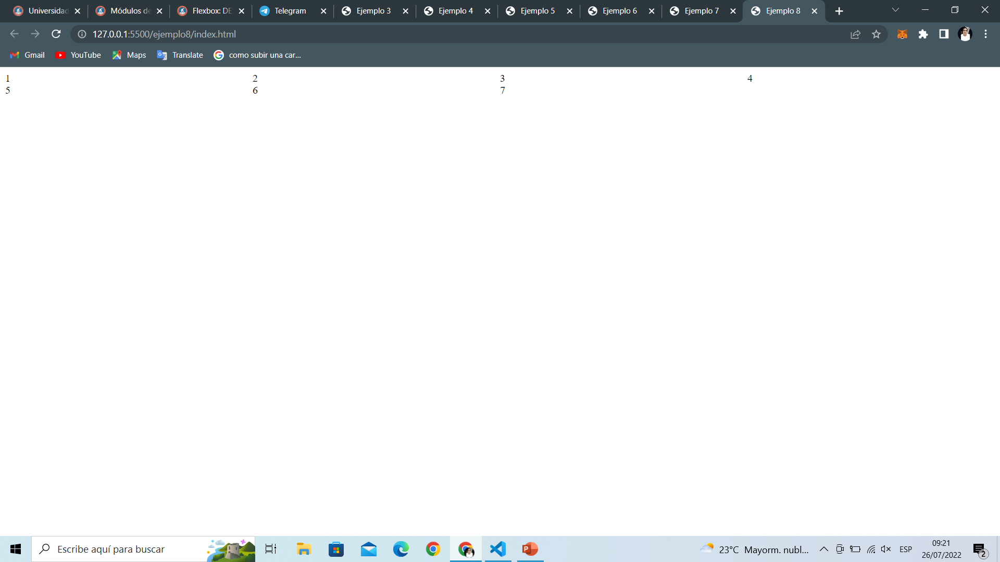 Universidad Módulos de Flexbox: DE Telegram Ejemplo 3 Ejemplo 4 Ejemplo 5 Ejemplo 6 Ejemplo 7 Ejemplo 8
127.0.0.1:5500/ejemplo8/index.html
Gmail YouTube Maps Translate como subir una car...
1 2 3 4
5 6 7
Escribe aquí para buscar 23°C Mayorm. nubl... ESP 09:21
26/07/2022 2